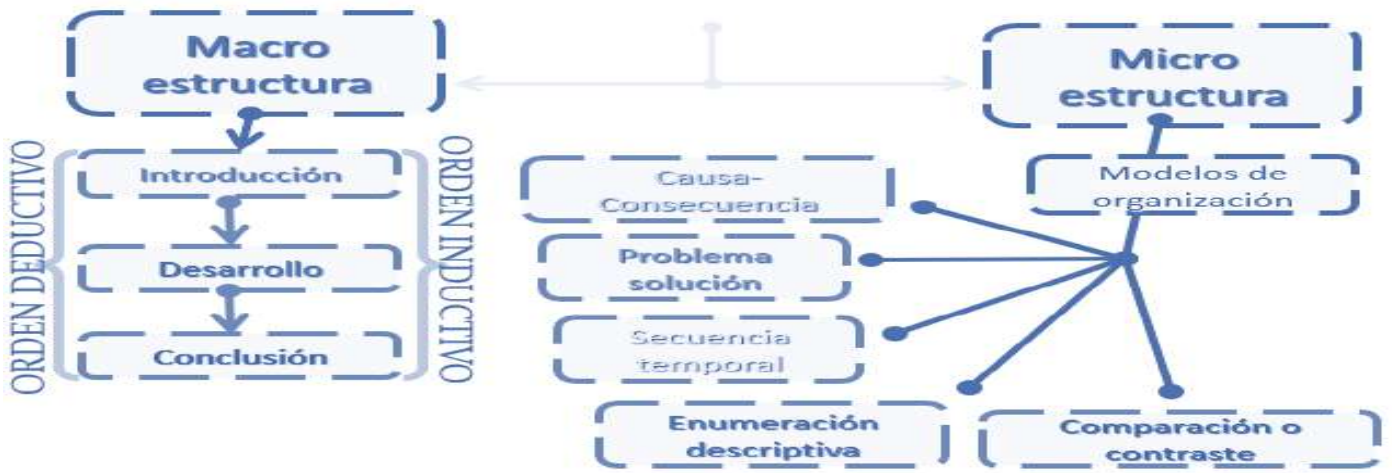 Macro
estructura
ORDEN DEDUCTIVO
Introducción
Desarrollo
Conclusión
ORDEN INDUCTIVO
Micro
estructura
Modelos de
organización
Causa-
Consecuencia
Problema
solución
Secuencia
temporal
Enumeración
descriptiva
Comparación o
contraste